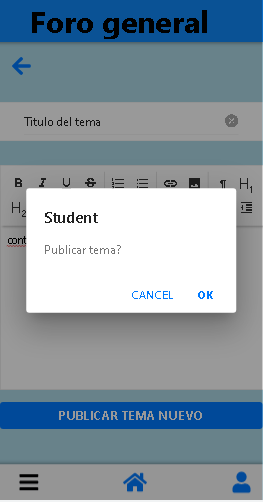 Foro general
Titulo del tema
B I U S H1
H2
cont
Student
Publicar tema?
CANCEL OK
PUBLICAR TEMA NUEVO